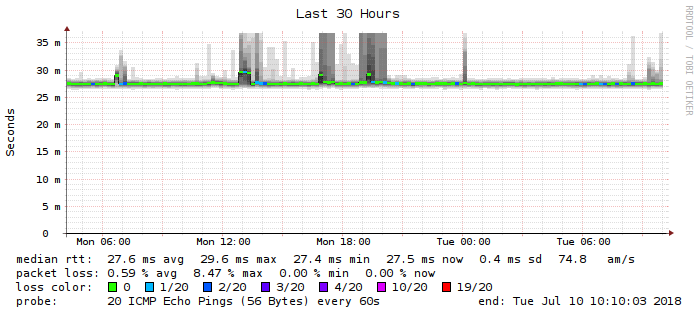 Last 30 Hours
RRDTOOL / TOBI OETIKER
Seconds
35 m
30 m
25 m
20 m
15 m
10 m
5 m
0
Mon 06:00 Mon 12:00 Mon 18:00 Tue 00:00 Tue 06:00
median rtt: 27.6 ms avg 29.6 ms max 27.4 ms min 27.5 ms now 0.4 ms sd 74.8 am/s
packet loss: 0.59 % avg 8.47 % max 0.00 % min 0.00 % now
loss color: 0 1/20 2/20 3/20 4/20 10/20 19/20
probe: 20 ICMP Echo Pings (56 Bytes) every 60s end: Tue Jul 10 10:10:03 2018